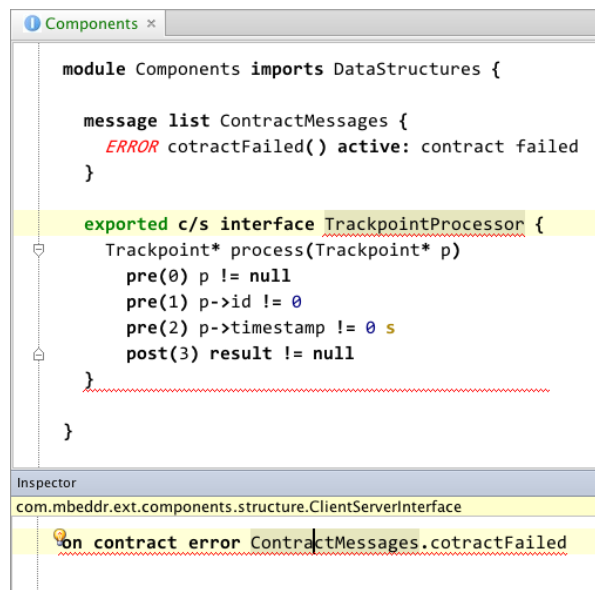 Components ×
module Components imports DataStructures {
message list ContractMessages {
ERROR cotractFailed() active: contract failed
}
exported c/s interface TrackpointProcessor {
Trackpoint* process(Trackpoint* p)
pre(0) p != null
pre(1) p->id != 0
pre(2) p->timestamp != 0 s
post(3) result != null
}
}
Inspector
com.mbeddr.ext.components.structure.ClientServerInterface
on contract error ContractMessages.cotractFailed